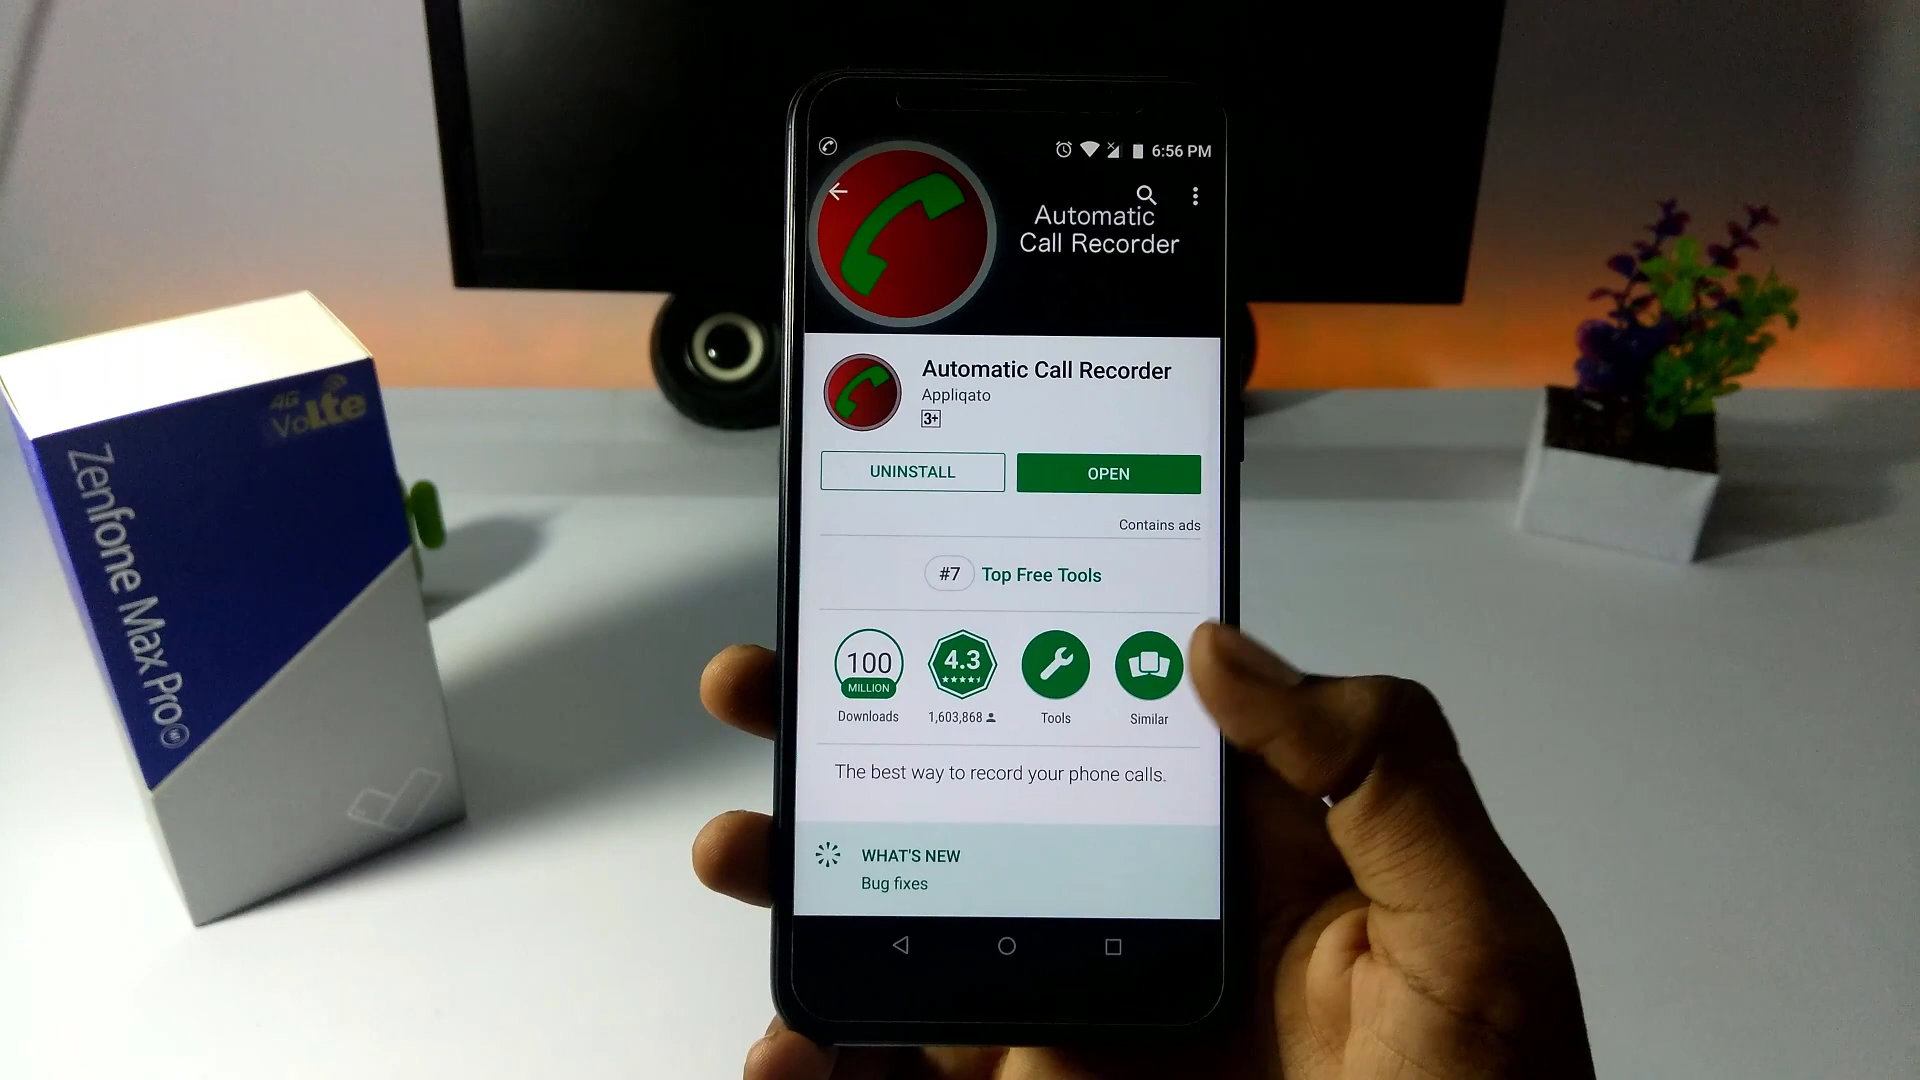 4G
VoLTE
Zenfone Max Pro
6:56 PM
Automatic
Call Recorder
Automatic Call Recorder
Appliqato
3+
UNINSTALL
OPEN
Contains ads
#7 Top Free Tools
100
MILLION
4.3
Downloads
1,603,868
Tools
Similar
The best way to record your phone calls.
WHAT'S NEW
Bug fixes